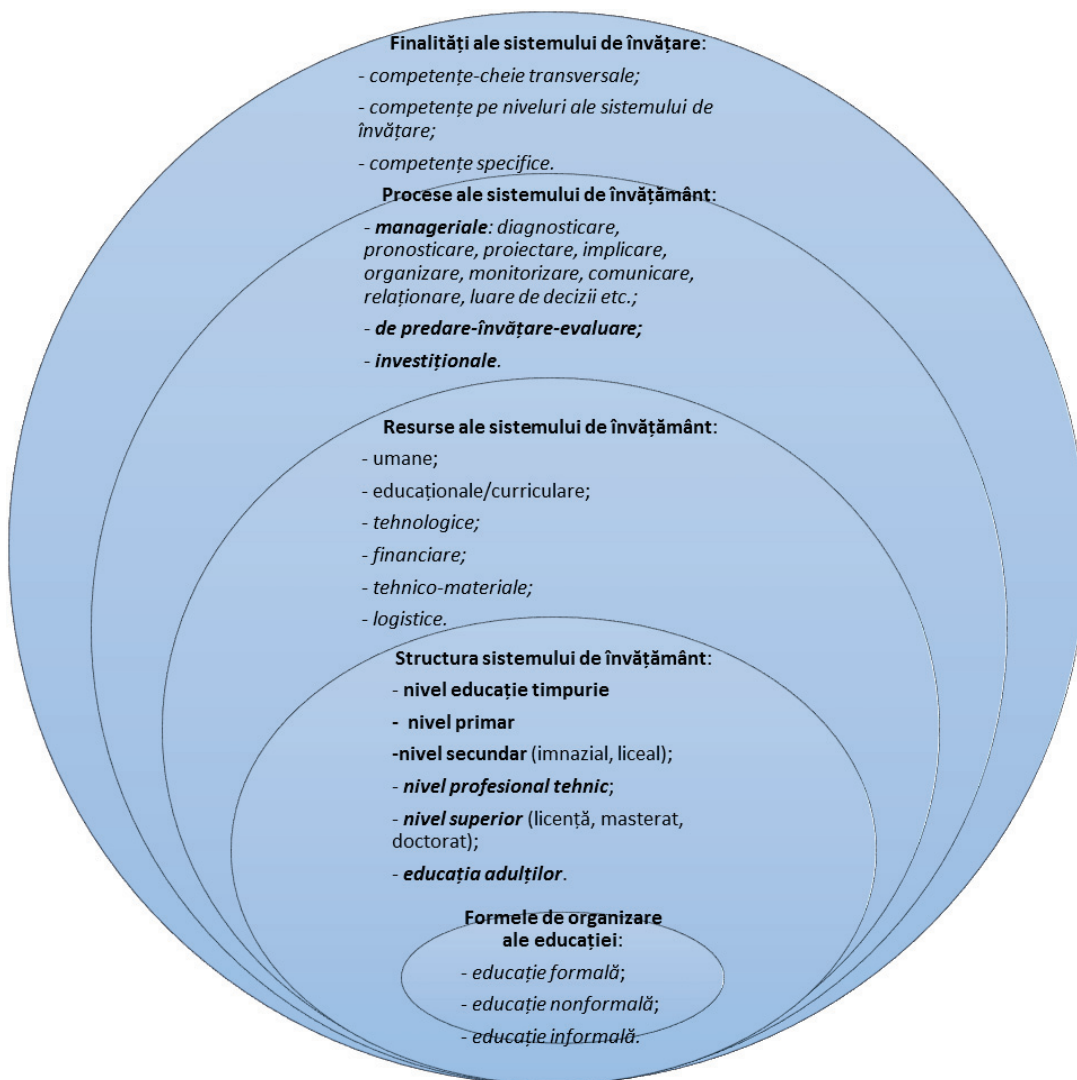 Finalități ale sistemului de învățare:
- competențe-cheie transversale;
- competențe pe niveluri ale sistemului de
învățare;
- competențe specifice.
Procese ale sistemului de învățământ:
- manageriale: diagnosticare,
pronosticare, proiectare, implicare,
organizare, monitorizare, comunicare,
relaționare, luare de decizii etc.;
- de predare-învățare-evaluare;
- investiționale.
Resurse ale sistemului de învățământ:
- umane;
- educaționale/curriculare;
- tehnologice;
- financiare;
- tehnico-materiale;
- logistice.
Structura sistemului de învățământ:
- nivel educație timpurie
- nivel primar
-nivel secundar (imnazial, liceal);
- nivel profesional tehnic;
- nivel superior (licență, masterat,
doctorat);
- educația adulților.
Formele de organizare
ale educației:
- educație formală;
- educație nonformală;
- educație informală.